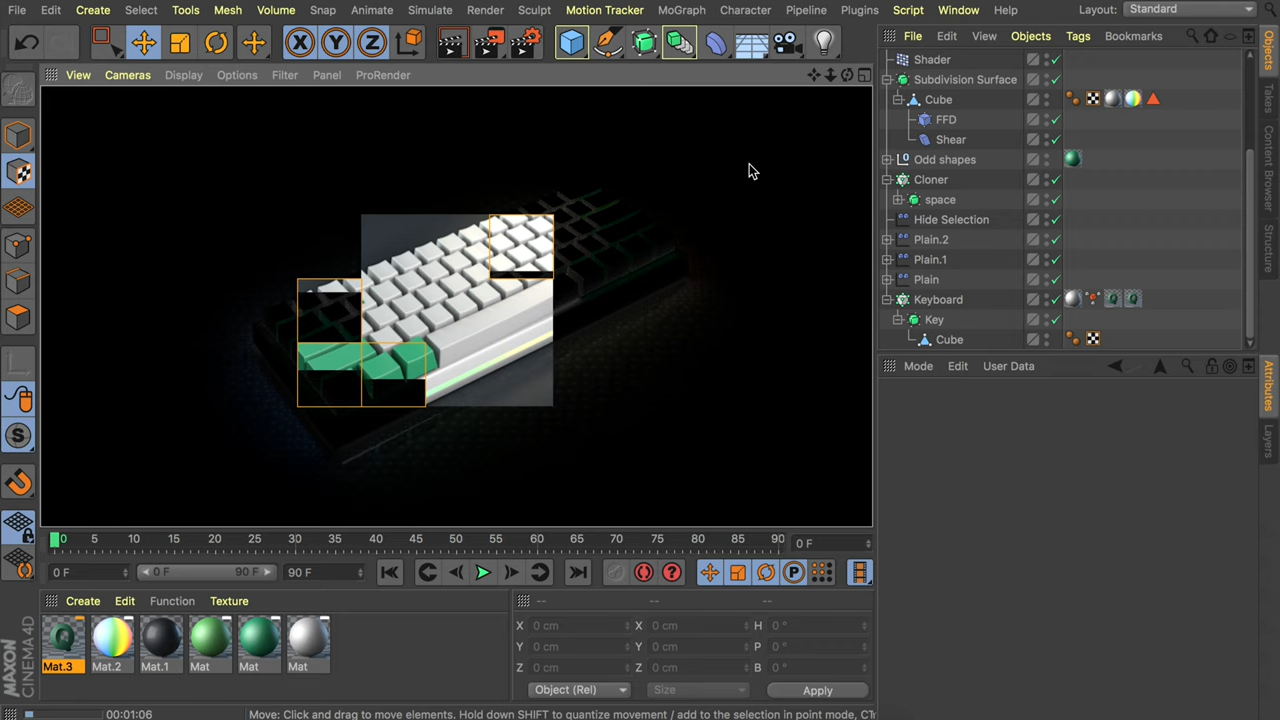 File Edit Create Select Tools Mesh Volume Snap Animate Simulate Render Sculpt Motion Tracker MoGraph Character Pipeline Plugins Script Window Help Layout: Standard
X Y Z
File Edit View Objects Tags Bookmarks
View Cameras Display Options Filter Panel ProRender
Shader
Subdivision Surface
Cube
FFD
Shear
Odd shapes
Cloner
space
Hide Selection
Plain.2
Plain.1
Plain
Keyboard
Key
Cube
Objects
Takes
Content Browser
Structure
Mode Edit User Data
Attributes
Layers
0 5 10 15 20 25 30 35 40 45 50 55 60 65 70 75 80 85 90 0 F
0 F 0 F 90 F 90 F
Create Edit Function Texture
-- -- --
X 0 cm X 0 cm H 0 °
Y 0 cm Y 0 cm P 0 °
Z 0 cm Z 0 cm B 0 °
Object (Rel) Size Apply
Mat.3 Mat.2 Mat.1 Mat Mat Mat
MAXON
CINEMA 4D
00:01:06 Move: Click and drag to move elements. Hold down SHIFT to quantize movement / add to the selection in point mode, CT